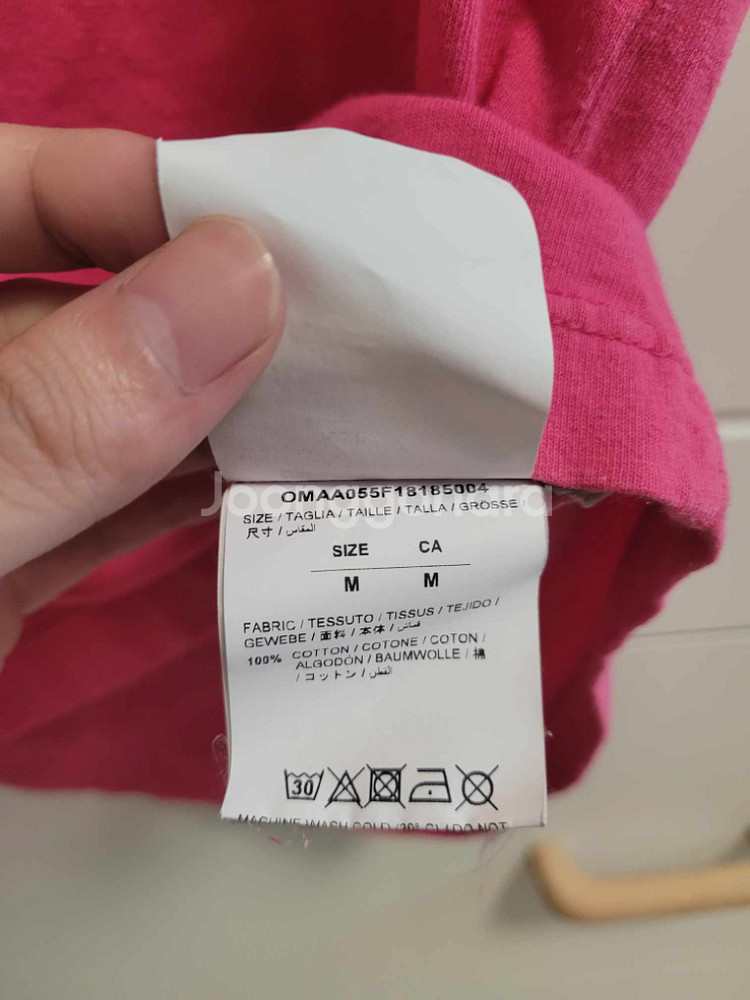 OMAA055F18185004
Joonggonara
SIZE / TAGLIA / TAILLE / TALLA / GRÖSSE /
尺寸 / المقاس
SIZE CA
M M
FABRIC / TESSUTO / TISSUS / TEJIDO /
GEWEBE / 面料 / 本体 / قماش
100% COTTON / COTONE / COTON /
ALGODÓN / BAUMWOLLE / 棉
/ コットン / القطن
30
MACHINE WASH COLD (30° C) / DO NOT